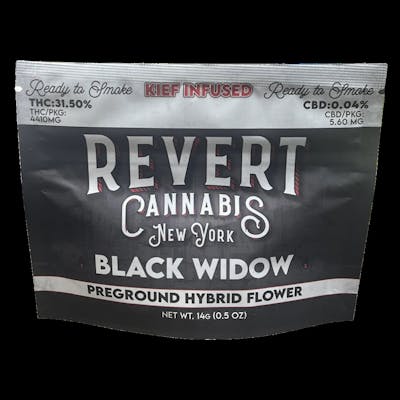 Ready to Smoke KIEF INFUSED Ready to Smoke
THC:31.50% CBD:0.04%
THC/PKG: CBD/PKG:
4410MG 5.60 MG
REVERT
CANNABIS
NEW YORK
BLACK WIDOW
PREGROUND HYBRID FLOWER
NET WT. 14G (0.5 OZ)